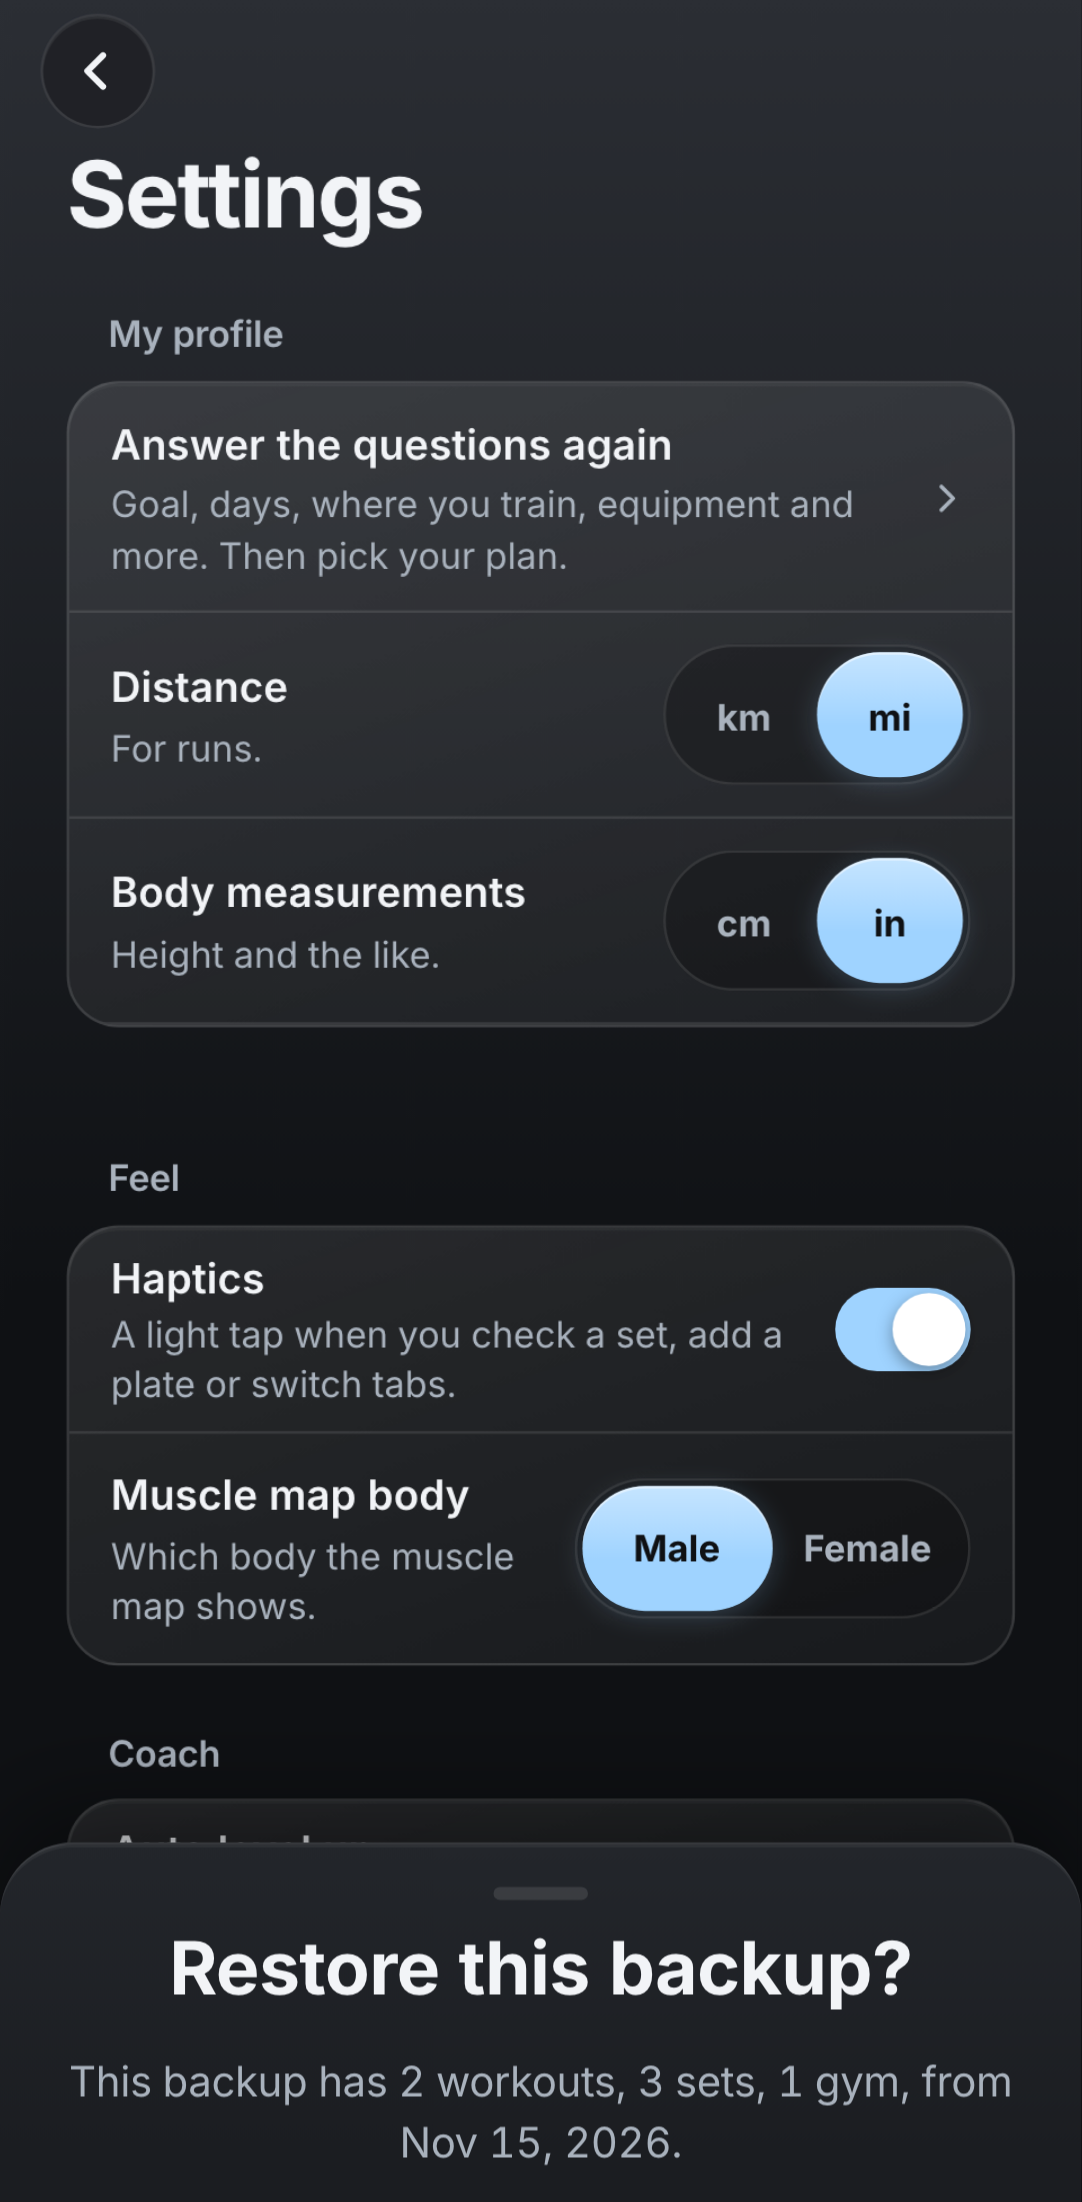 Settings
My profile
Answer the questions again
Goal, days, where you train, equipment and
more. Then pick your plan.
Distance
For runs.
km
mi
Body measurements
Height and the like.
cm
in
Feel
Haptics
A light tap when you check a set, add a
plate or switch tabs.
Muscle map body
Which body the muscle
map shows.
Male
Female
Coach
Restore this backup?
This backup has 2 workouts, 3 sets, 1 gym, from
Nov 15, 2026.